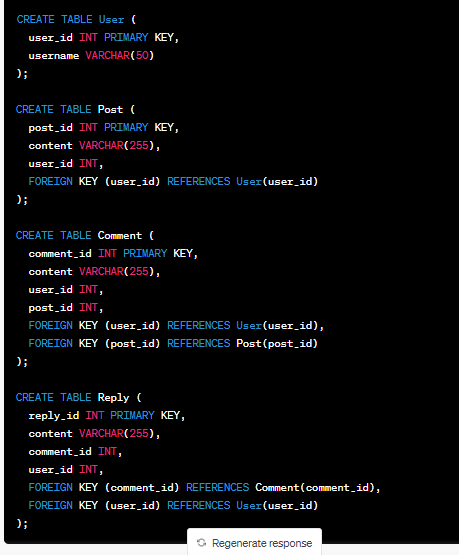 CREATE TABLE User (
  user_id INT PRIMARY KEY,
  username VARCHAR(50)
);

CREATE TABLE Post (
  post_id INT PRIMARY KEY,
  content VARCHAR(255),
  user_id INT,
  FOREIGN KEY (user_id) REFERENCES User(user_id)
);

CREATE TABLE Comment (
  comment_id INT PRIMARY KEY,
  content VARCHAR(255),
  user_id INT,
  post_id INT,
  FOREIGN KEY (user_id) REFERENCES User(user_id),
  FOREIGN KEY (post_id) REFERENCES Post(post_id)
);

CREATE TABLE Reply (
  reply_id INT PRIMARY KEY,
  content VARCHAR(255),
  comment_id INT,
  user_id INT,
  FOREIGN KEY (comment_id) REFERENCES Comment(comment_id),
  FOREIGN KEY (user_id) REFERENCES User(user_id)
);
Regenerate response